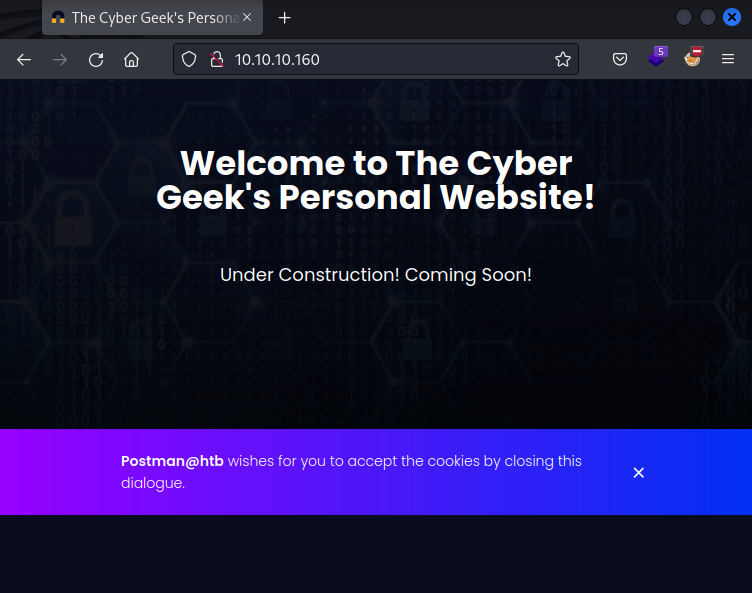 The Cyber Geek's Persona
10.10.10.160
5
Welcome to The Cyber
Geek's Personal Website!
Under Construction! Coming Soon!
Postman@htb wishes for you to accept the cookies by closing this
dialogue.